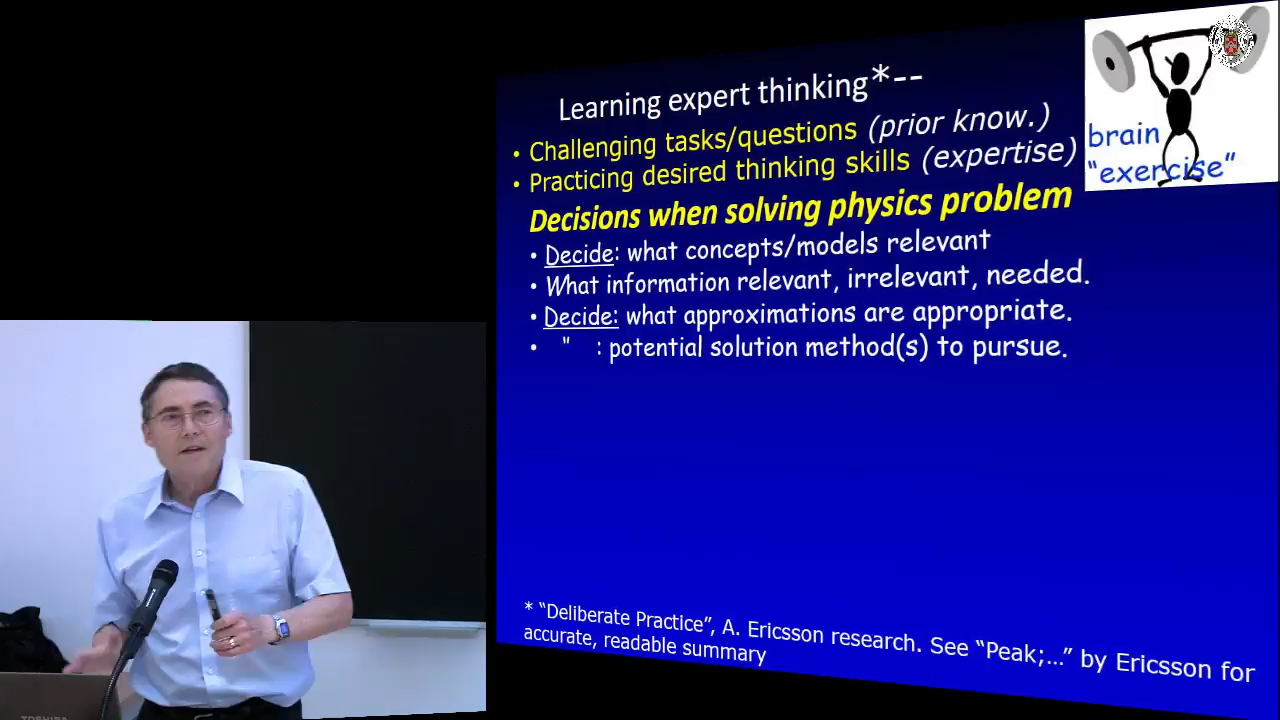 Learning expert thinking*--
• Challenging tasks/questions (prior know.)
• Practicing desired thinking skills (expertise)
Decisions when solving physics problem
• Decide: what concepts/models relevant
• What information relevant, irrelevant, needed.
• Decide: what approximations are appropriate.
• " : potential solution method(s) to pursue.
brain
"exercise"
* "Deliberate Practice", A. Ericsson research. See "Peak;…" by Ericsson for
accurate, readable summary
TOSHIBA